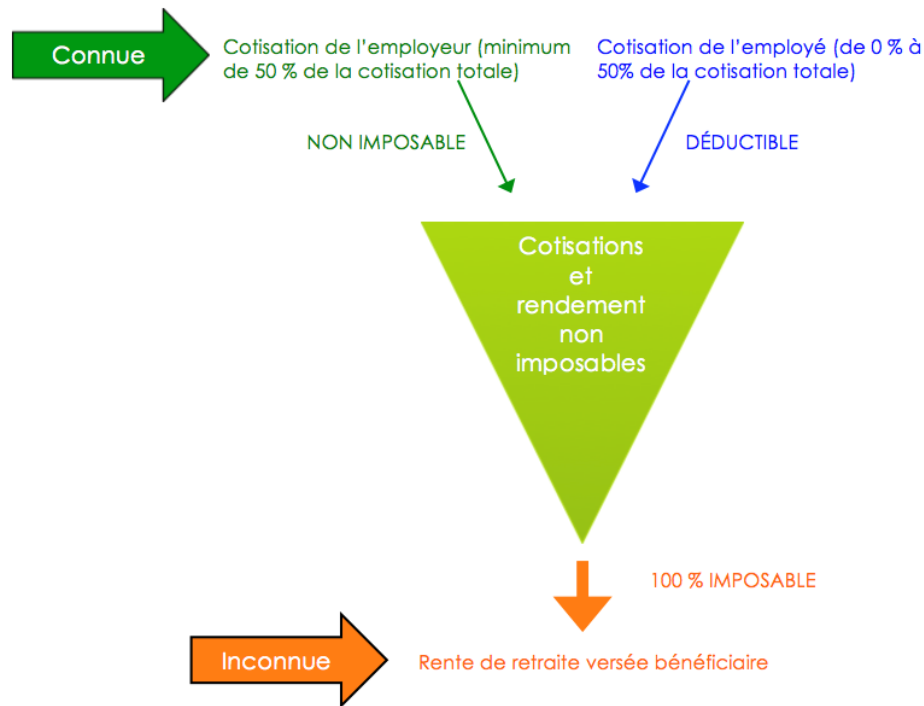 Connue
Cotisation de l'employeur (minimum
de 50 % de la cotisation totale)
Cotisation de l'employé (de 0 % à
50% de la cotisation totale)
NON IMPOSABLE
DÉDUCTIBLE
Cotisations
et
rendement
non
imposables
100 % IMPOSABLE
Inconnue
Rente de retraite versée bénéficiaire